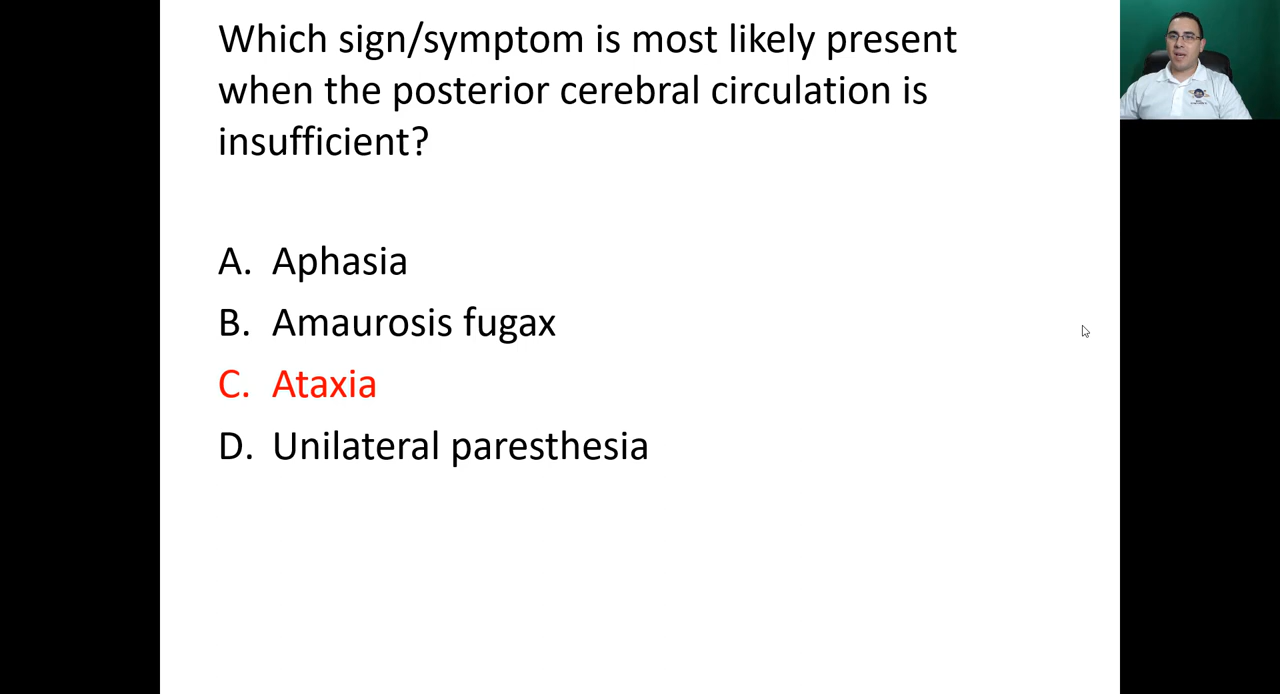 Which sign/symptom is most likely present
when the posterior cerebral circulation is
insufficient?
A. Aphasia
B. Amaurosis fugax
C. Ataxia
D. Unilateral paresthesia